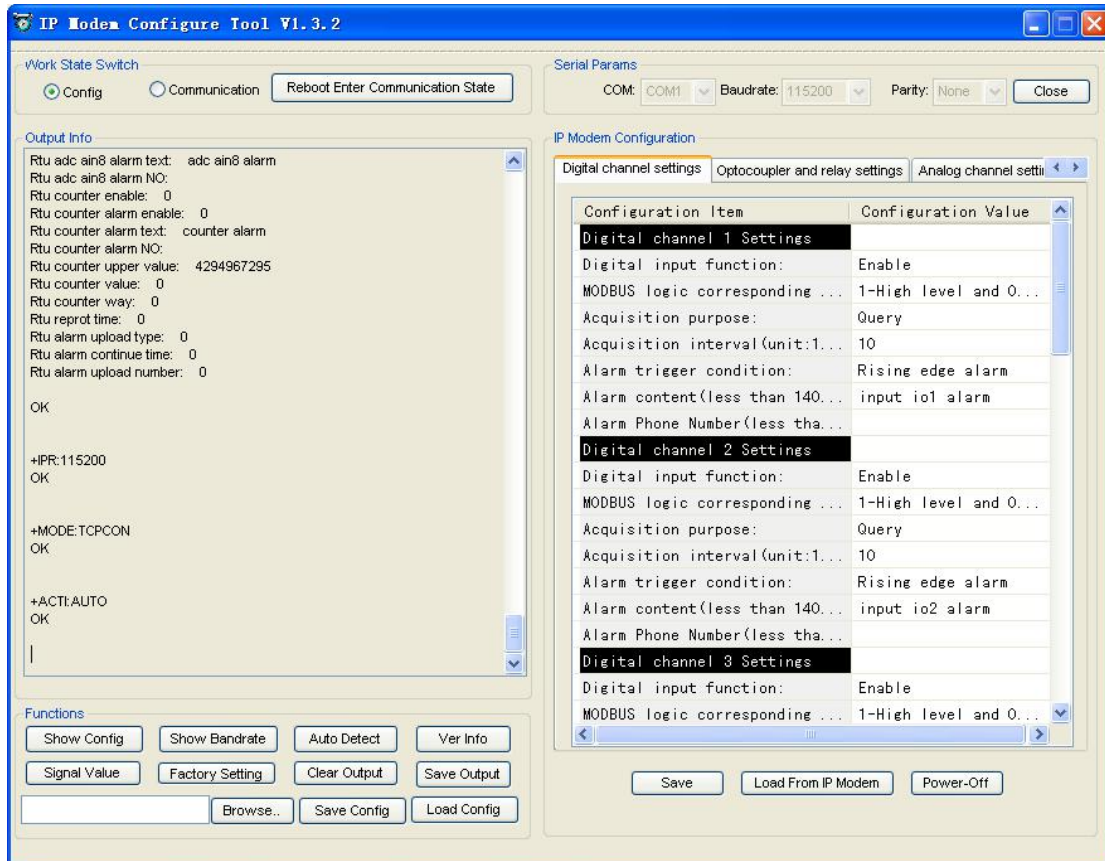 IP Modem Configure Tool V1.3.2
Work State Switch
Config
Communication
Reboot Enter Communication State
Serial Params
COM: COM1
Baudrate: 115200
Parity: None
Close
Output Info
Rtu adc ain8 alarm text: adc ain8 alarm
Rtu adc ain8 alarm NO:
Rtu counter enable: 0
Rtu counter alarm enable: 0
Rtu counter alarm text: counter alarm
Rtu counter alarm NO:
Rtu counter upper value: 4294967295
Rtu counter value: 0
Rtu counter way: 0
Rtu reprot time: 0
Rtu alarm upload type: 0
Rtu alarm continue time: 0
Rtu alarm upload number: 0
OK
+IPR:115200
OK
+MODE:TCPCON
OK
+ACTI:AUTO
OK
IP Modem Configuration
Digital channel settings
Optocoupler and relay settings
Analog channel settin
Configuration Item Configuration Value
Digital channel 1 Settings
Digital input function: Enable
MODBUS logic corresponding ... 1-High level and 0...
Acquisition purpose: Query
Acquisition interval(unit:1... 10
Alarm trigger condition: Rising edge alarm
Alarm content(less than 140... input io1 alarm
Alarm Phone Number(less tha...
Digital channel 2 Settings
Digital input function: Enable
MODBUS logic corresponding ... 1-High level and 0...
Acquisition purpose: Query
Acquisition interval(unit:1... 10
Alarm trigger condition: Rising edge alarm
Alarm content(less than 140... input io2 alarm
Alarm Phone Number(less tha...
Digital channel 3 Settings
Digital input function: Enable
MODBUS logic corresponding ... 1-High level and 0...
Functions
Show Config
Show Bandrate
Auto Detect
Ver Info
Signal Value
Factory Setting
Clear Output
Save Output
Browse..
Save Config
Load Config
Save
Load From IP Modem
Power-Off